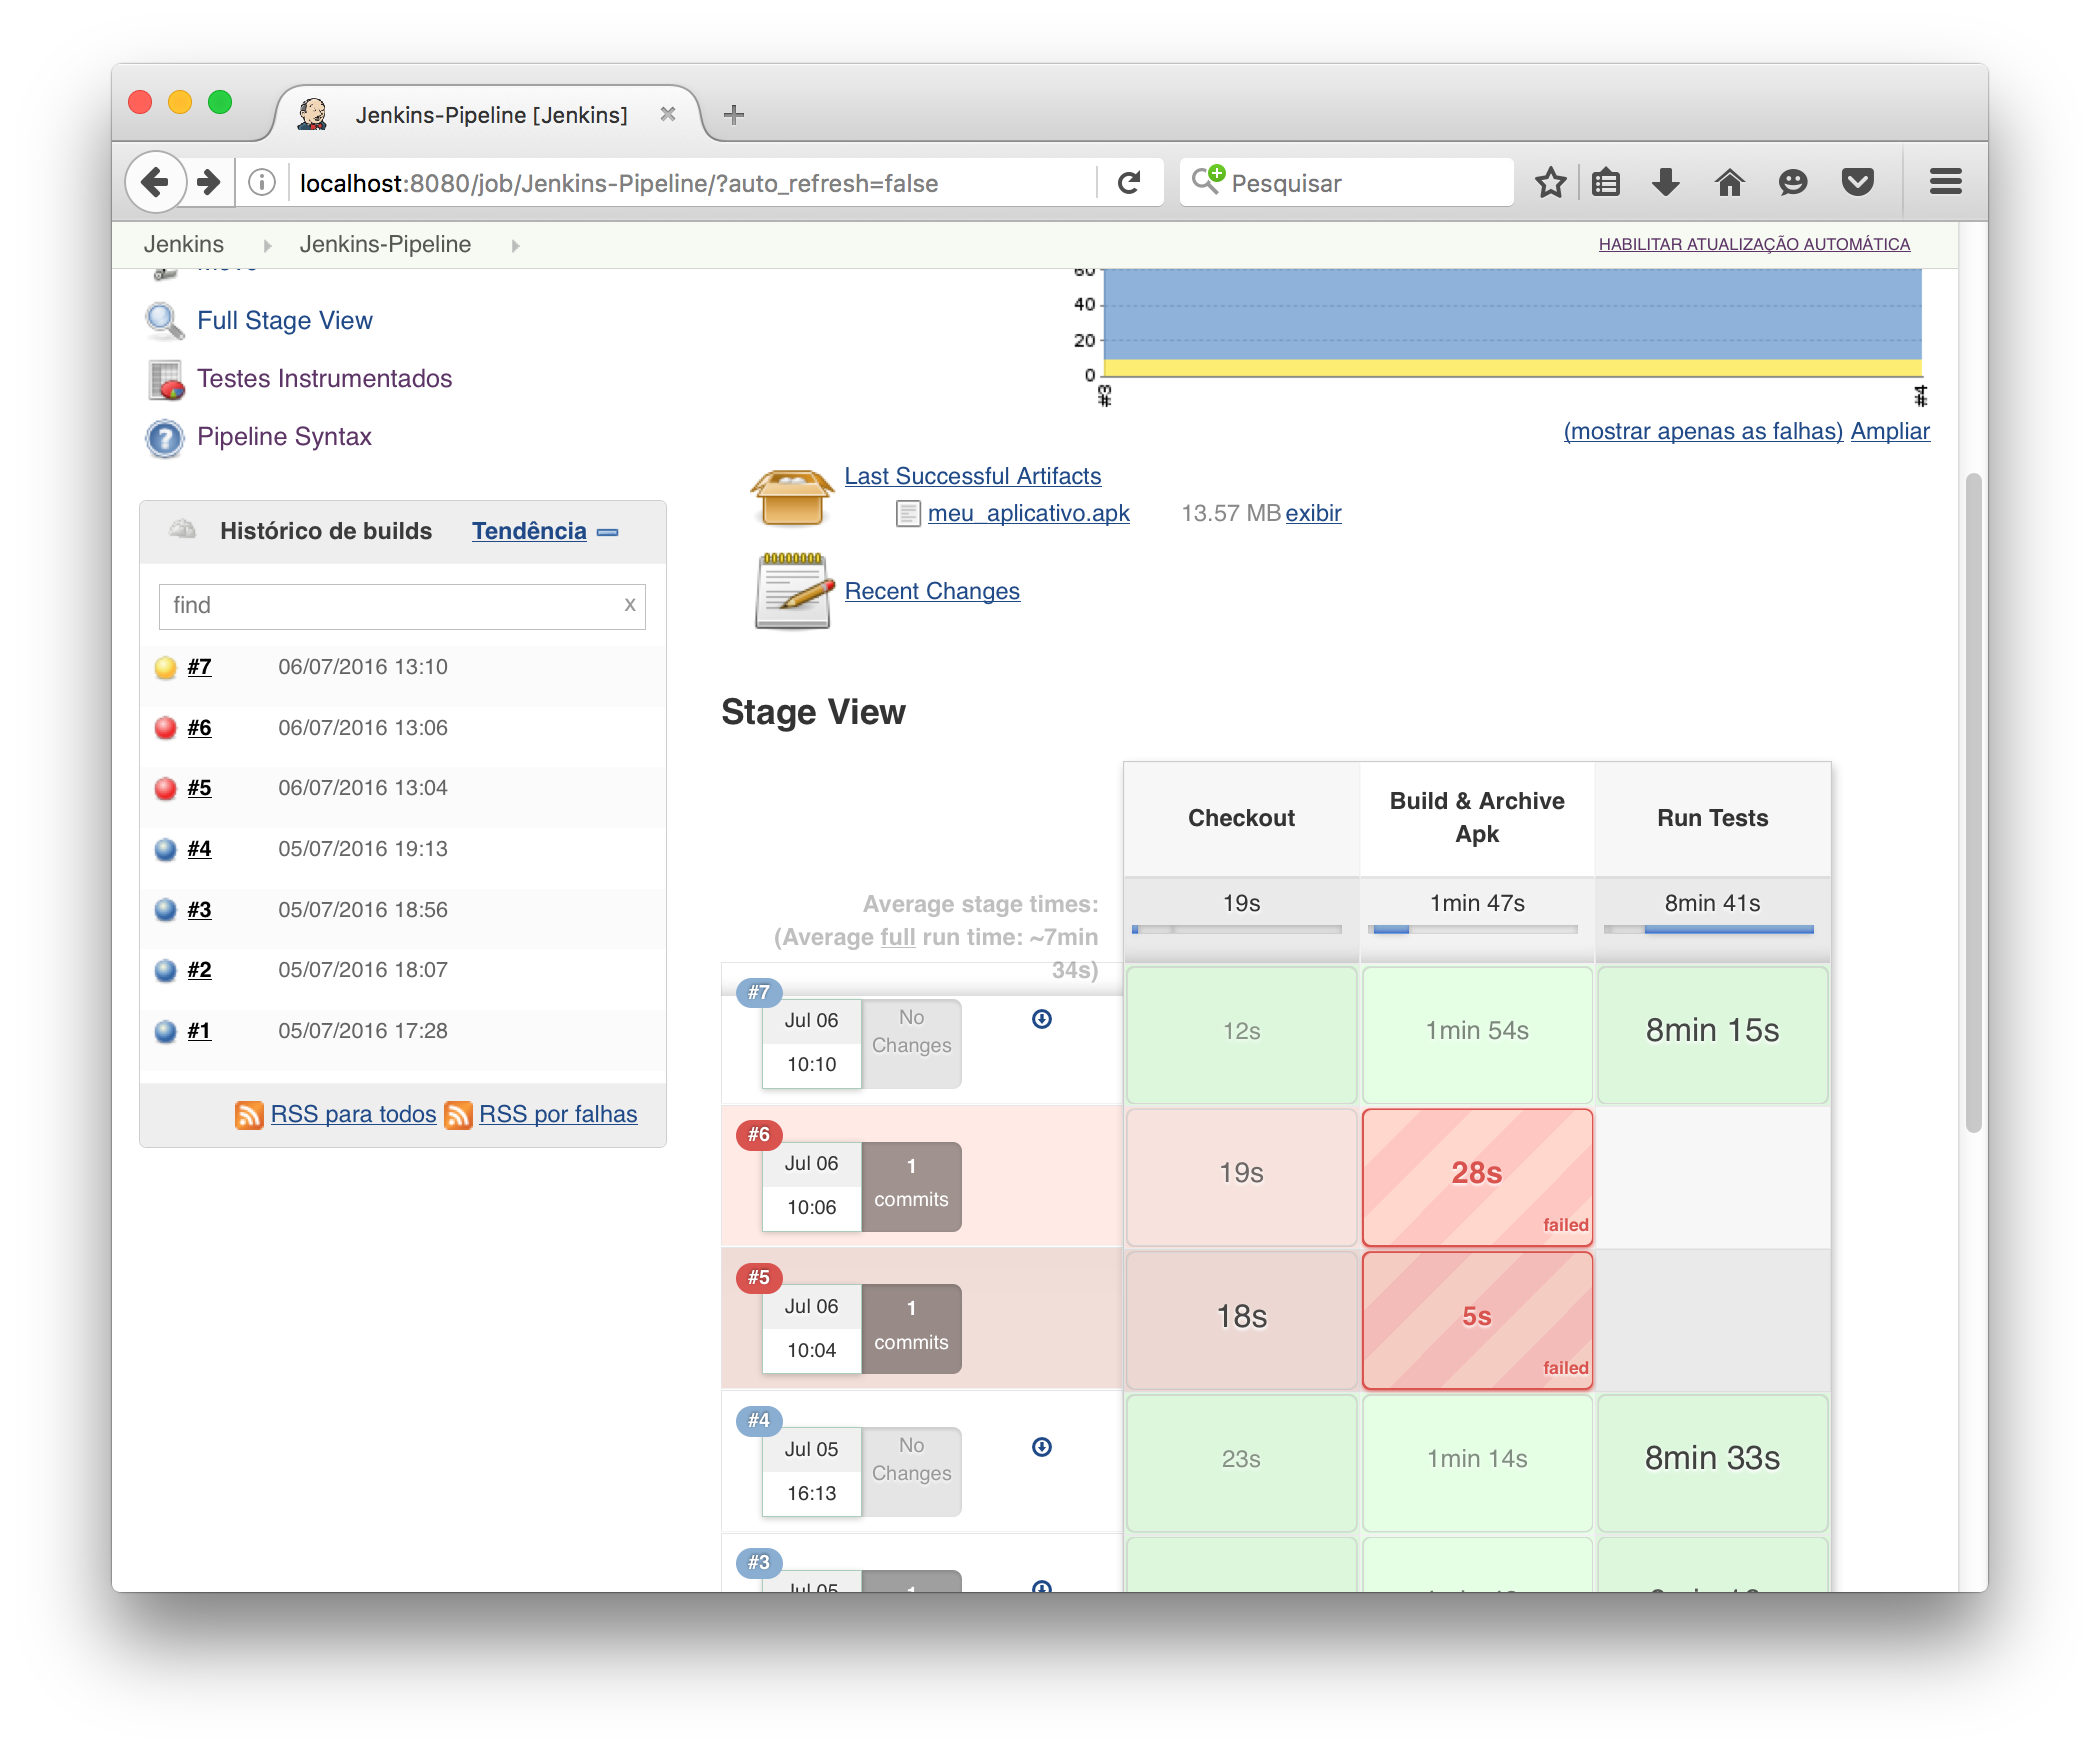 Jenkins-Pipeline [Jenkins]
localhost:8080/job/Jenkins-Pipeline/?auto_refresh=false
Pesquisar
Jenkins
Jenkins-Pipeline
HABILITAR ATUALIZAÇÃO AUTOMÁTICA
Full Stage View
Testes Instrumentados
Pipeline Syntax
60
40
20
0
#3
#4
(mostrar apenas as falhas) Ampliar
Last Successful Artifacts
meu_aplicativo.apk 13.57 MB exibir
Recent Changes
Histórico de builds Tendência
find x
#7 06/07/2016 13:10
#6 06/07/2016 13:06
#5 06/07/2016 13:04
#4 05/07/2016 19:13
#3 05/07/2016 18:56
#2 05/07/2016 18:07
#1 05/07/2016 17:28
RSS para todos RSS por falhas
Stage View
Checkout
Build & Archive
Apk
Run Tests
Average stage times:
(Average full run time: ~7min
34s)
19s
1min 47s
8min 41s
#7
Jul 06
10:10
No
Changes
12s
1min 54s
8min 15s
#6
Jul 06
10:06
1
commits
19s
28s
failed
#5
Jul 06
10:04
1
commits
18s
5s
failed
#4
Jul 05
16:13
No
Changes
23s
1min 14s
8min 33s
#3
Jul 05
1